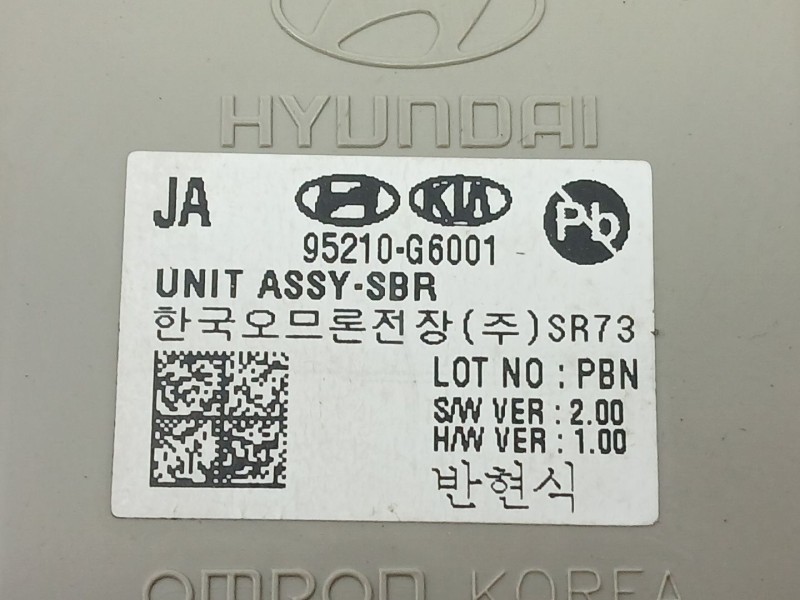 HYUNDAI
JA
KIA
Pb
95210-G6001
UNIT ASSY-SBR
한국오므론전장(주)SR73
LOT NO : PBN
S/W VER : 2.00
H/W VER : 1.00
반현식
OMRON KOREA